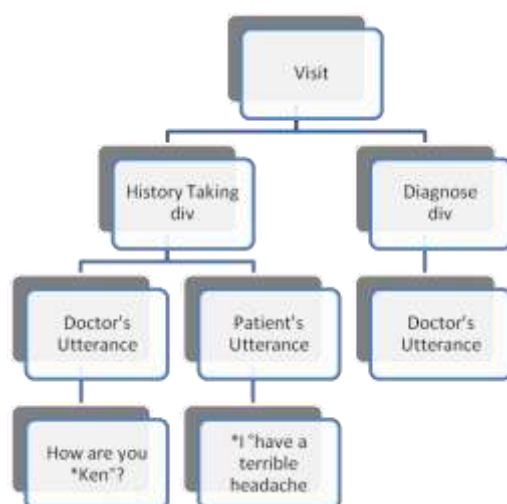 Visit
History Taking
div
Diagnose
div
Doctor's
Utterance
Patient's
Utterance
Doctor's
Utterance
How are you
*Ken"?
*I "have a
terrible
headache